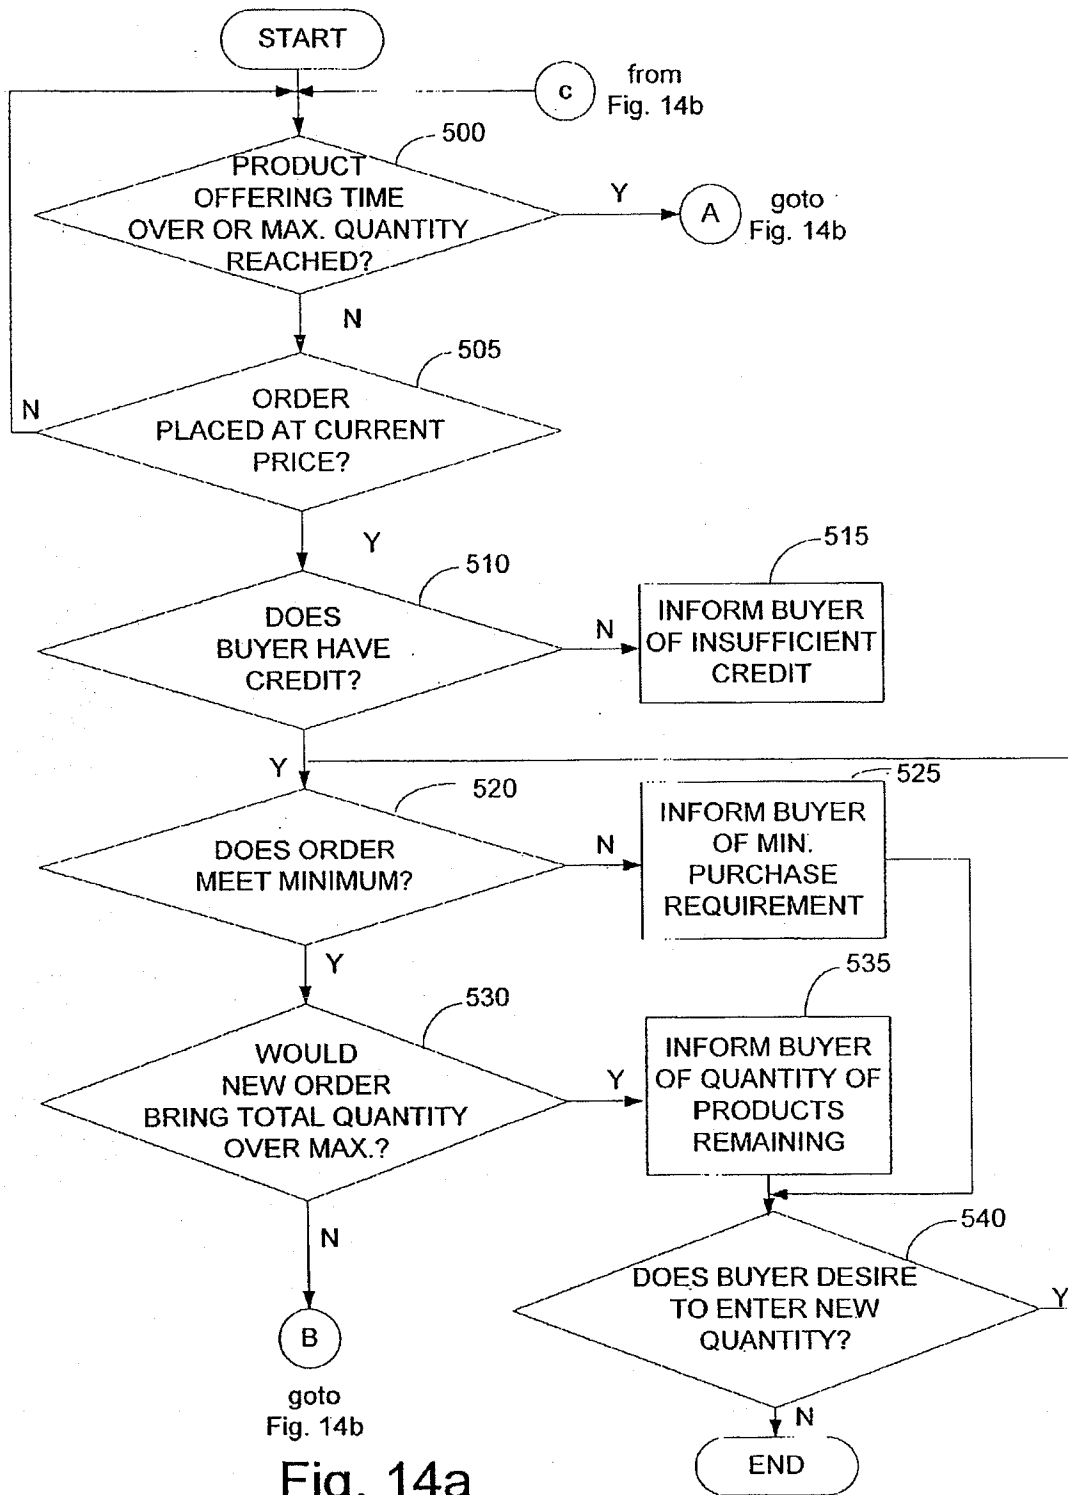 START
c
from
Fig. 14b
500
PRODUCT
OFFERING TIME
OVER OR MAX. QUANTITY
REACHED?
Y
A
goto
Fig. 14b
N
505
ORDER
PLACED AT CURRENT
PRICE?
N
Y
510
DOES
BUYER HAVE
CREDIT?
N
515
INFORM BUYER
OF INSUFFICIENT
CREDIT
Y
520
DOES ORDER
MEET MINIMUM?
N
525
INFORM BUYER
OF MIN.
PURCHASE
REQUIREMENT
Y
530
WOULD
NEW ORDER
BRING TOTAL QUANTITY
OVER MAX.?
Y
535
INFORM BUYER
OF QUANTITY OF
PRODUCTS
REMAINING
N
540
DOES BUYER DESIRE
TO ENTER NEW
QUANTITY?
Y
B
goto
Fig. 14b
N
END
Fig. 14a